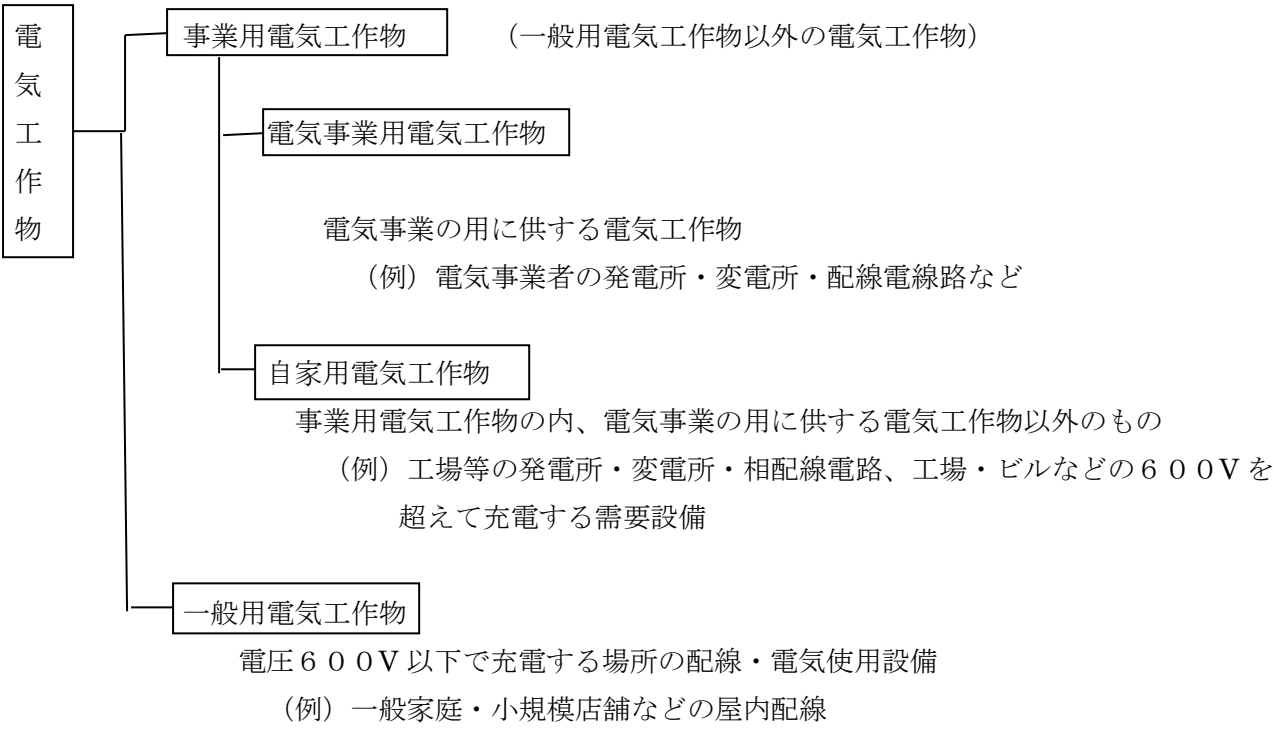 電気工作物
事業用電気工作物　（一般用電気工作物以外の電気工作物）
電気事業用電気工作物
電気事業の用に供する電気工作物
（例）電気事業者の発電所・変電所・配線電線路など
自家用電気工作物
事業用電気工作物の内、電気事業の用に供する電気工作物以外のもの
（例）工場等の発電所・変電所・相配線電路、工場・ビルなどの６００Vを
超えて充電する需要設備
一般用電気工作物
電圧６００V以下で充電する場所の配線・電気使用設備
（例）一般家庭・小規模店舗などの屋内配線